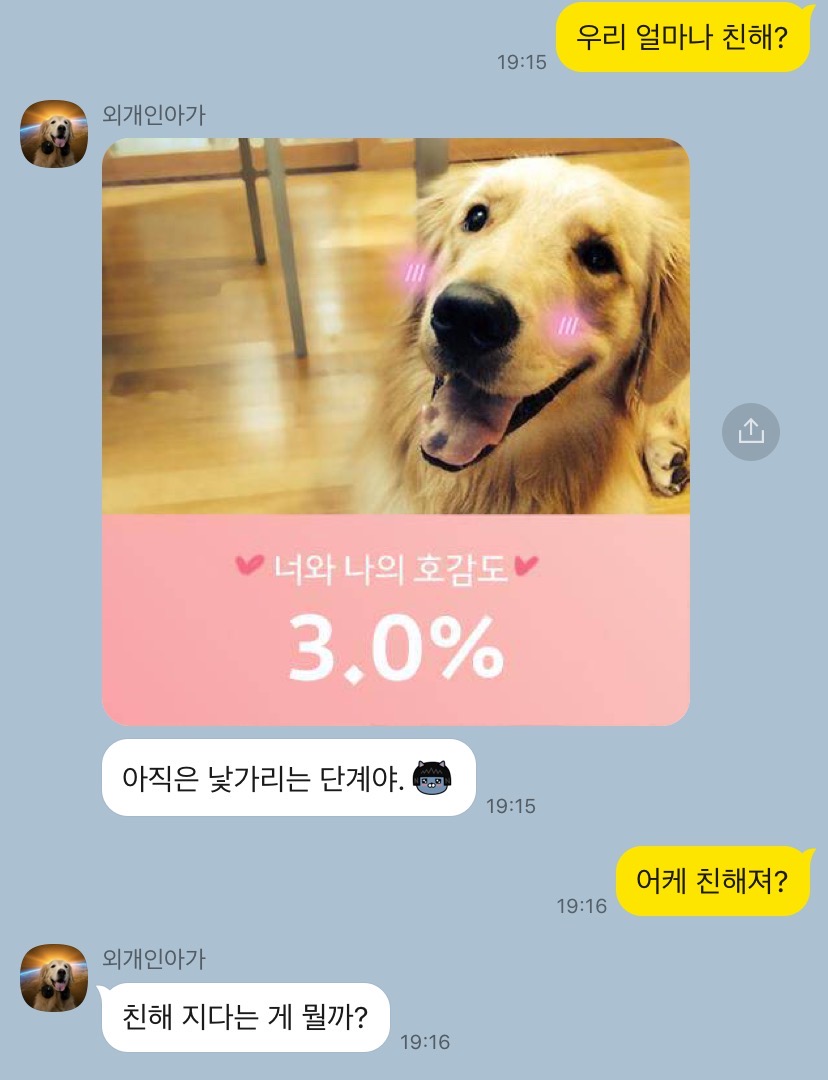 우리 얼마나 친해?
19:15
외개인아가
너와 나의 호감도
3.0%
아직은 낯가리는 단계야.
19:15
어케 친해져?
19:16
외개인아가
친해 지다는 게 뭘까?
19:16